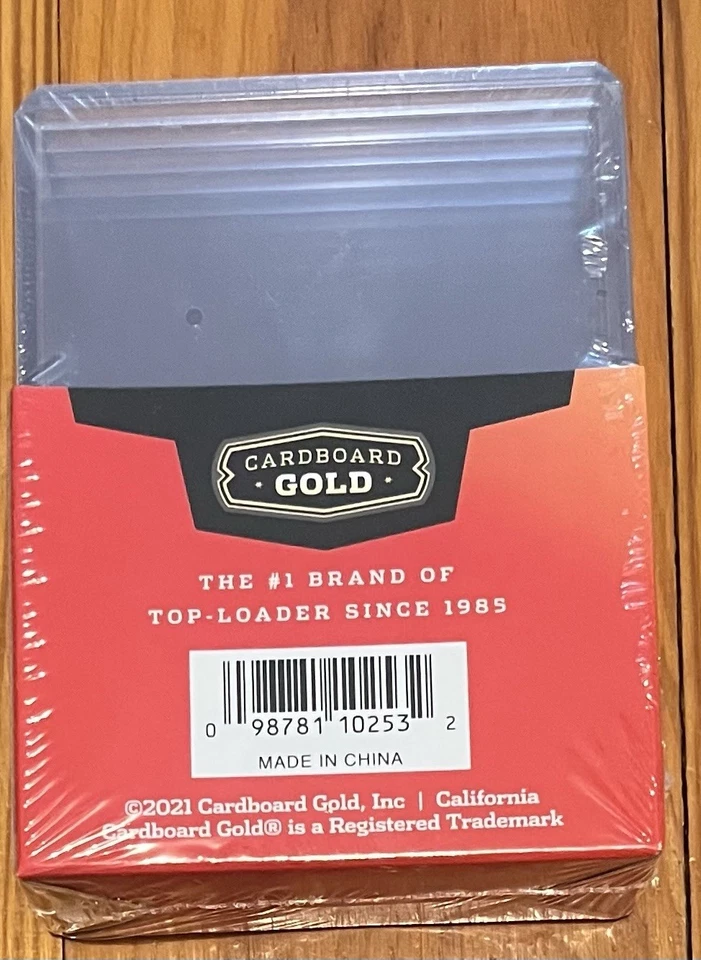 CARDBOARD
GOLD
THE #1 BRAND OF
TOP-LOADER SINCE 1985
0 98781 10253 2
MADE IN CHINA
©2021 Cardboard Gold, Inc | California
Cardboard Gold® is a Registered Trademark